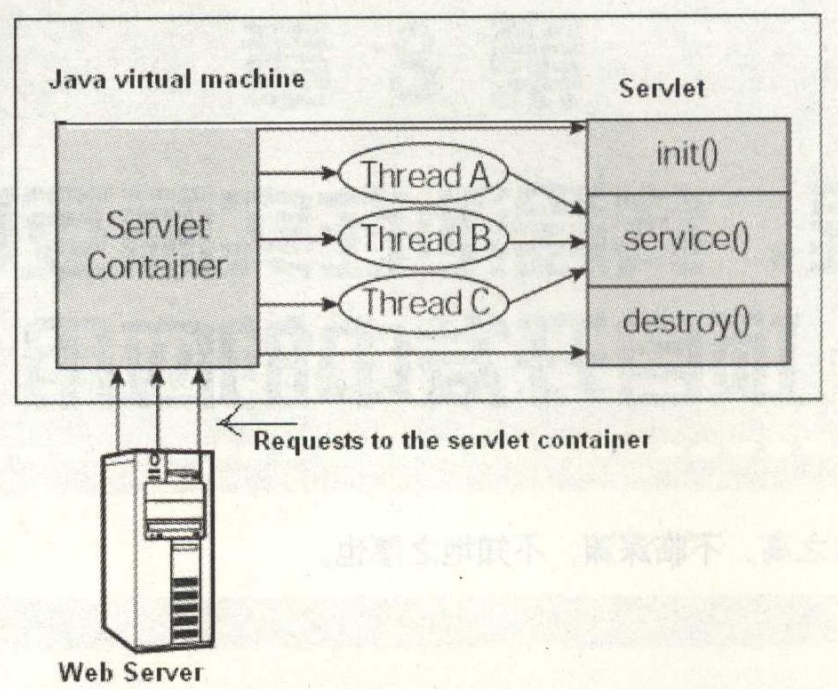 Java virtual machine
Servlet
Servlet
Container
Thread A
Thread B
Thread C
init()
service()
destroy()
Requests to the servlet container
Web Server